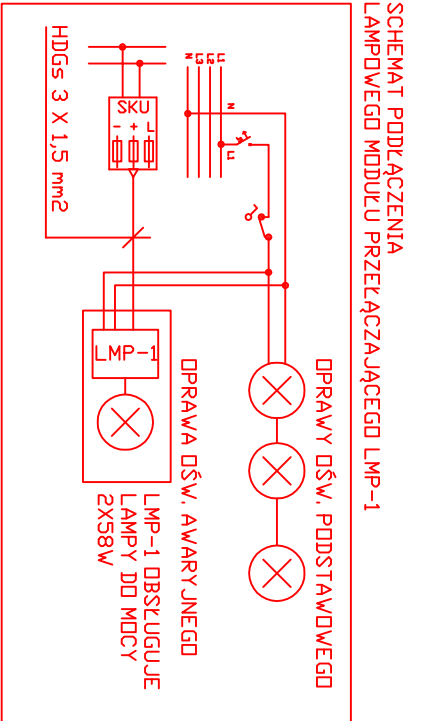 SCHEMAT PODŁĄCZENIA
LAMPOWEGO MODUŁU PRZEŁĄCZAJĄCEGO LMP-1
OPRAWY OŚW. PODSTAWOWEGO
N
L1
L1
L2
L3
N
OPRAWA OŚW. AWARYJNEGO
SKU
- + L
LMP-1
LMP-1 OBSŁUGUJE
LAMPY DO MOCY
2X58W
HDGs 3 X 1,5 mm2